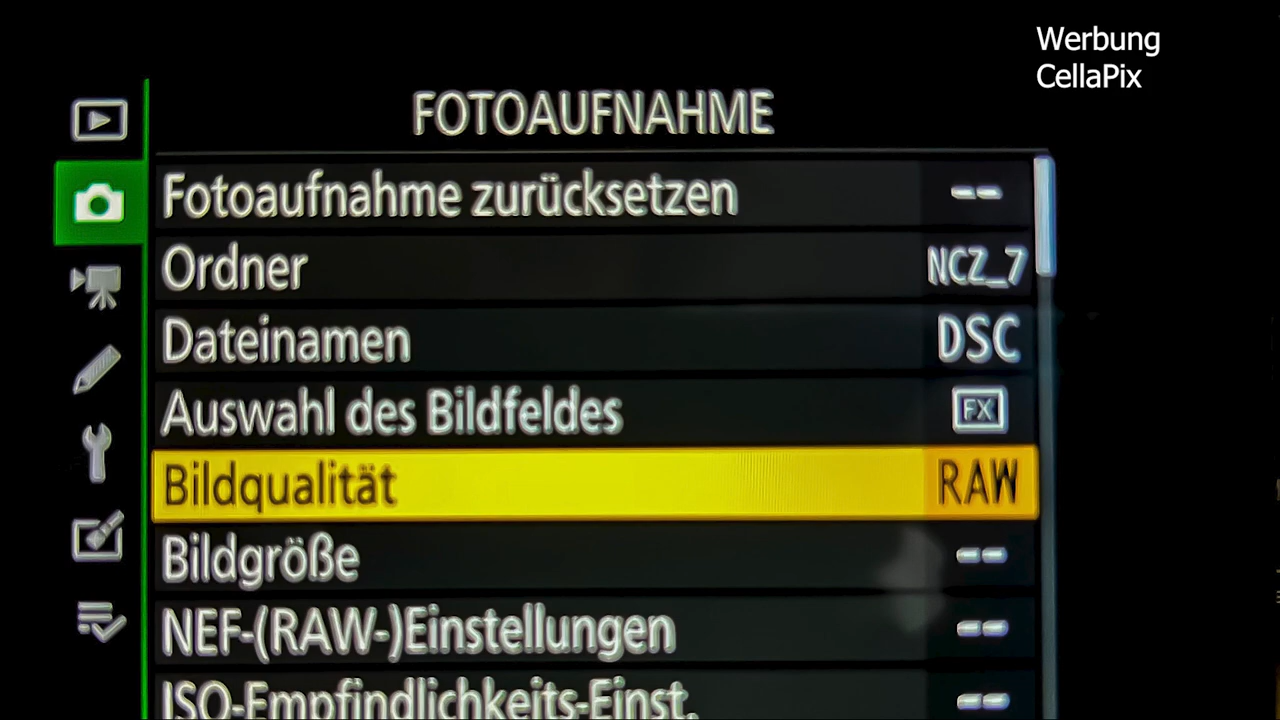 Werbung
CellaPix
FOTOAUFNAHME
Fotoaufnahme zurücksetzen --
Ordner NCZ_7
Dateinamen DSC
Auswahl des Bildfeldes FX
Bildqualität RAW
Bildgröße --
NEF-(RAW-)Einstellungen --
ISO-Empfindlichkeits-Einst. --